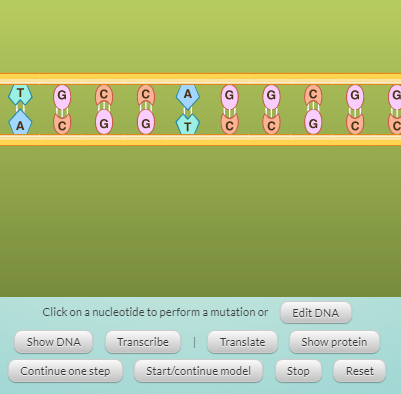 T G C C A G G C G G
A C G G T C C G C C
Click on a nucleotide to perform a mutation or Edit DNA
Show DNA Transcribe | Translate Show protein
Continue one step Start/continue model Stop Reset